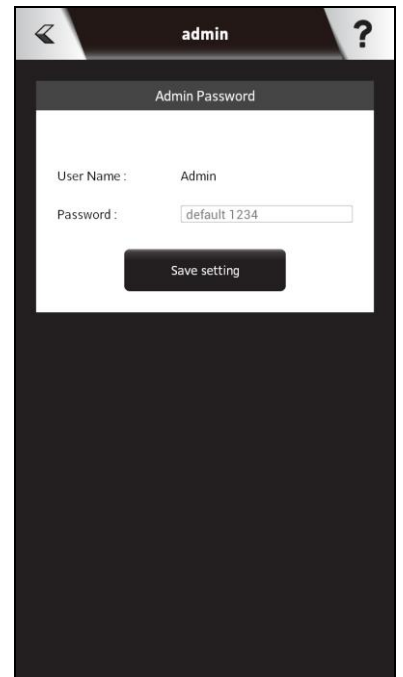 admin
?
Admin Password
User Name : Admin
Password : default 1234
Save setting